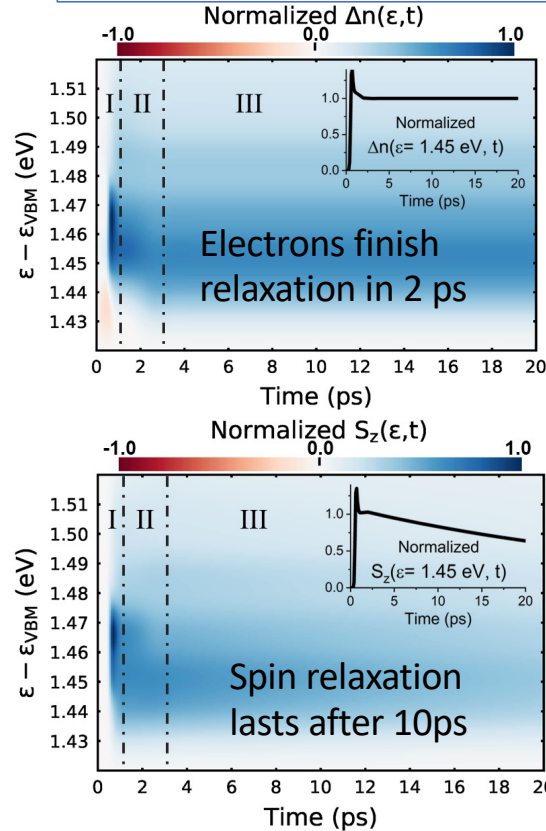 Normalized Δn(ε,t)
-1.0 0.0 1.0
I II III
1.51
1.50
1.49
1.48
1.47
1.46
1.45
1.44
1.43
ε − ε_VBM (eV)
1.0
0.5
0.0
Normalized
Δn(ε= 1.45 eV, t)
0 5 10 15 20
Time (ps)
Electrons finish
relaxation in 2 ps
0 2 4 6 8 10 12 14 16 18 20
Time (ps)
Normalized S_z(ε,t)
-1.0 0.0 1.0
I II III
1.51
1.50
1.49
1.48
1.47
1.46
1.45
1.44
1.43
ε − ε_VBM (eV)
1.0
0.5
0.0
Normalized
S_z(ε= 1.45 eV, t)
0 5 10 15 20
Time (ps)
Spin relaxation
lasts after 10ps
0 2 4 6 8 10 12 14 16 18 20
Time (ps)